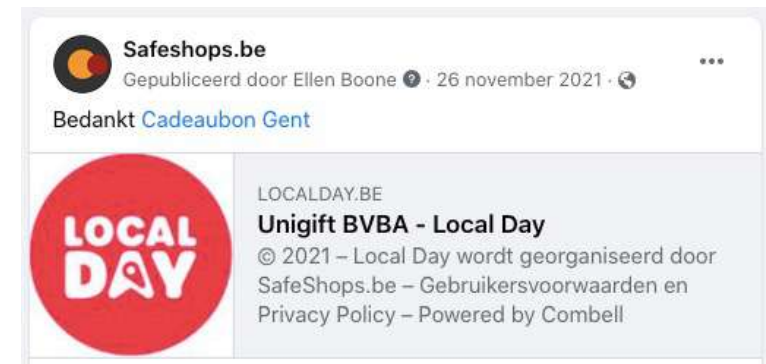 Safeshops.be
Gepubliceerd door Ellen Boone ? · 26 november 2021 ·
Bedankt Cadeaubon Gent
LOCAL
DAY
LOCALDAY.BE
Unigift BVBA - Local Day
© 2021 – Local Day wordt georganiseerd door
SafeShops.be – Gebruikersvoorwaarden en
Privacy Policy – Powered by Combell